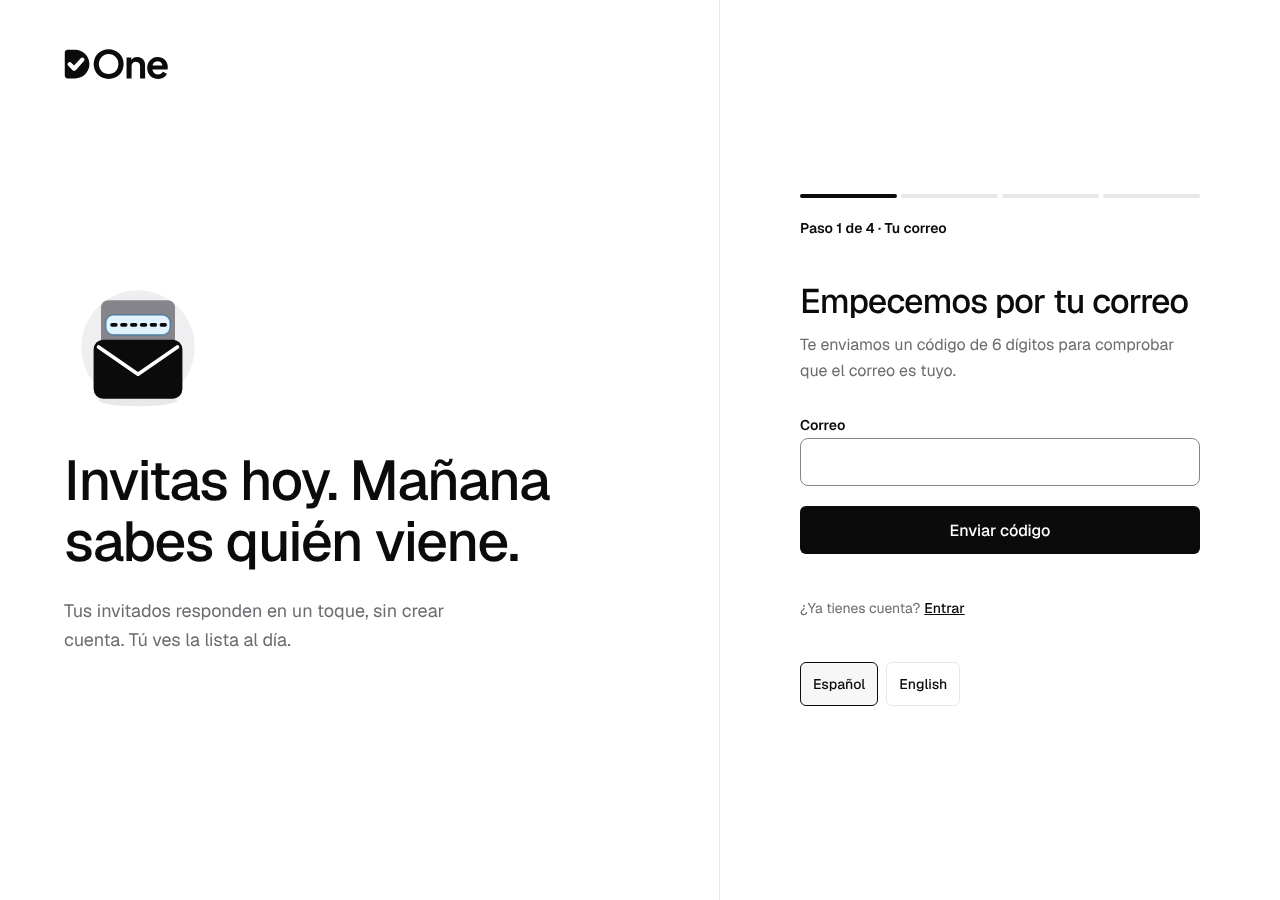 One
Invitas hoy. Mañana
sabes quién viene.
Tus invitados responden en un toque, sin crear
cuenta. Tú ves la lista al día.
Paso 1 de 4 · Tu correo
Empecemos por tu correo
Te enviamos un código de 6 dígitos para comprobar
que el correo es tuyo.
Correo
Enviar código
¿Ya tienes cuenta? Entrar
Español
English